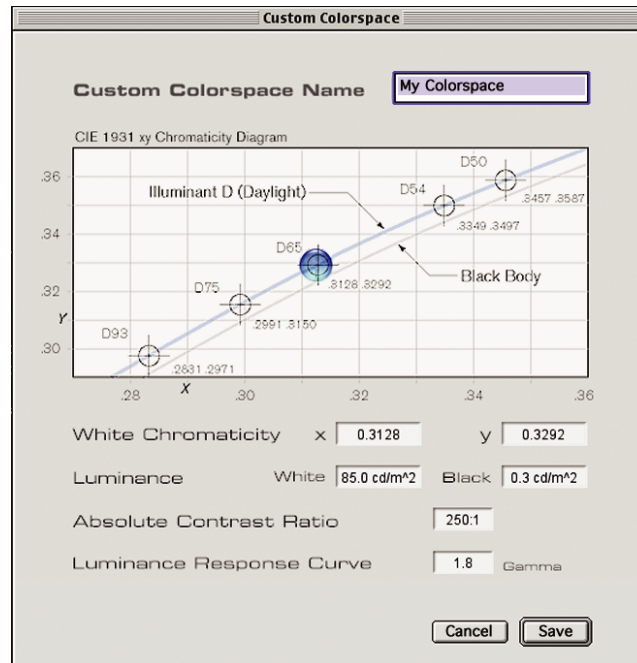 Custom Colorspace
Custom Colorspace Name
My Colorspace
CIE 1931 xy Chromaticity Diagram
.36
D50
Illuminant D (Daylight)
D54
.3457 .3587
.3349 .3497
.34
D65
Black Body
.3128 .3292
.32
D75
Y
.2991 .3150
D93
.30
.2831 .2971
X
.28
.30
.32
.34
.36
White Chromaticity x 0.3128 y 0.3292
Luminance White 85.0 cd/m^2 Black 0.3 cd/m^2
Absolute Contrast Ratio 250:1
Luminance Response Curve 1.8 Gamma
Cancel Save